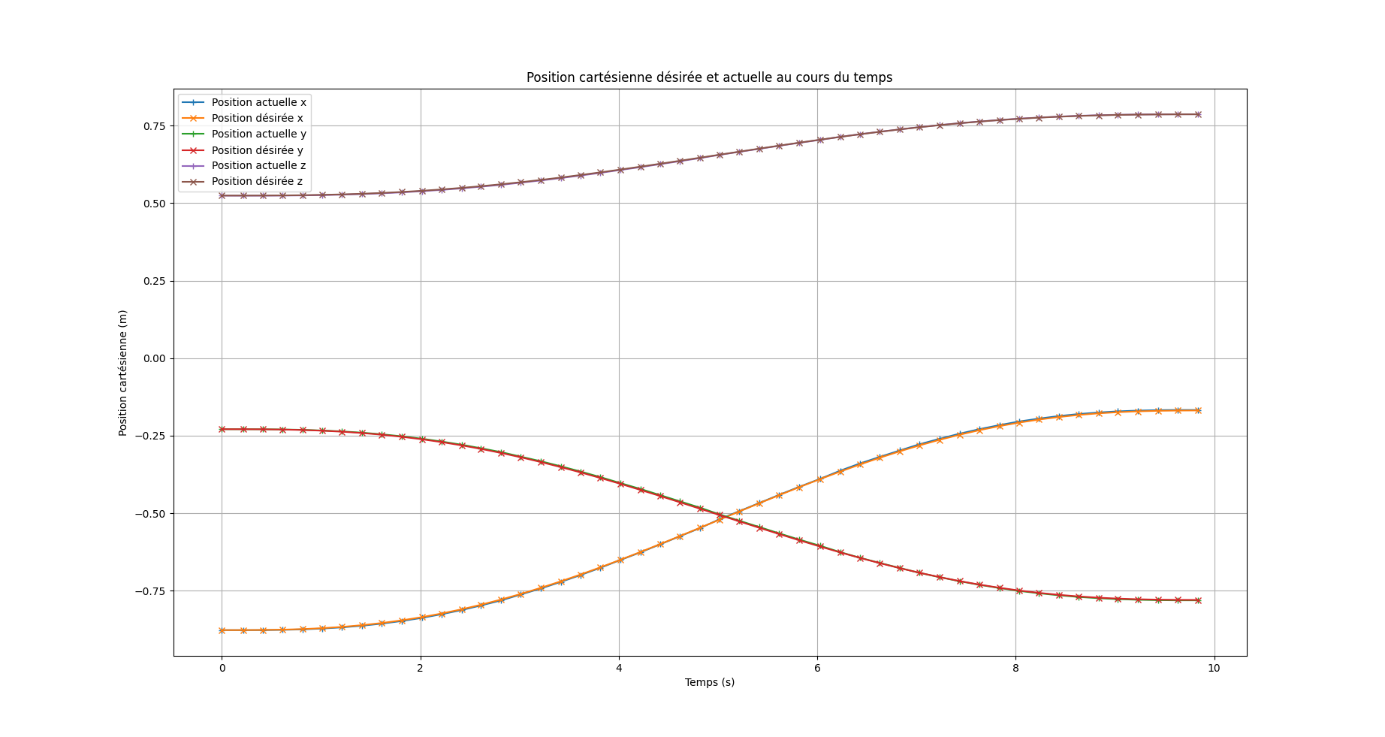 Position cartésienne désirée et actuelle au cours du temps
Position actuelle x
Position désirée x
Position actuelle y
Position désirée y
Position actuelle z
Position désirée z
0.75
0.50
0.25
0.00
−0.25
−0.50
−0.75
Position cartésienne (m)
0 2 4 6 8 10
Temps (s)